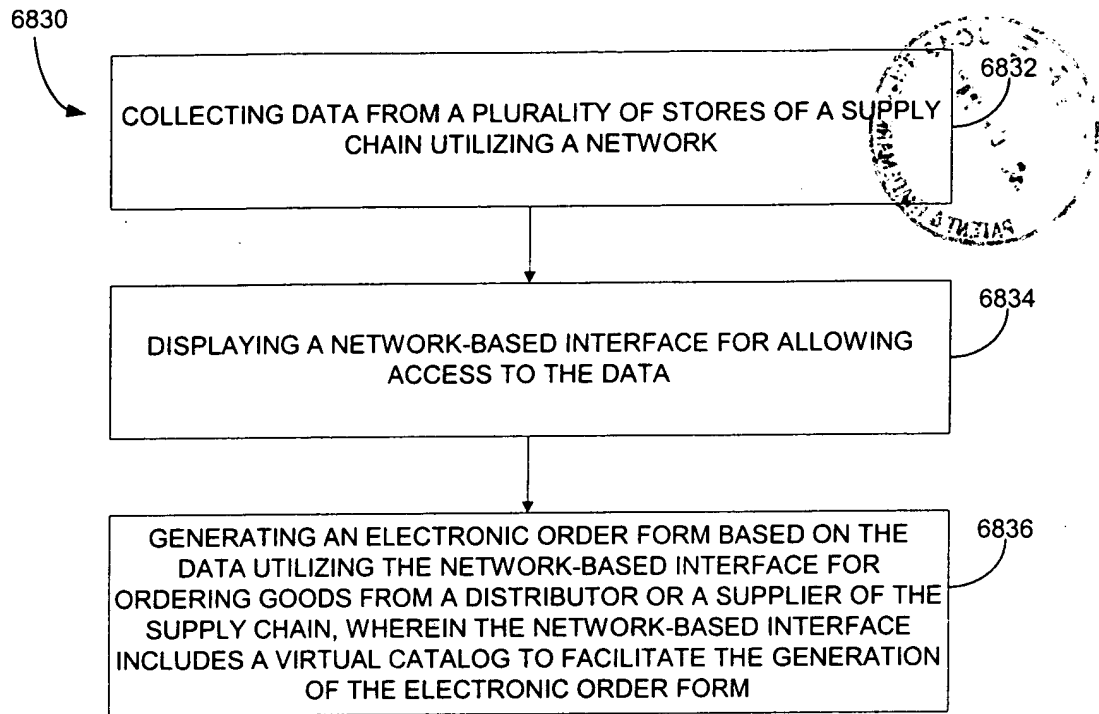 6830
6832
COLLECTING DATA FROM A PLURALITY OF STORES OF A SUPPLY
CHAIN UTILIZING A NETWORK
6834
DISPLAYING A NETWORK-BASED INTERFACE FOR ALLOWING
ACCESS TO THE DATA
6836
GENERATING AN ELECTRONIC ORDER FORM BASED ON THE
DATA UTILIZING THE NETWORK-BASED INTERFACE FOR
ORDERING GOODS FROM A DISTRIBUTOR OR A SUPPLIER OF THE
SUPPLY CHAIN, WHEREIN THE NETWORK-BASED INTERFACE
INCLUDES A VIRTUAL CATALOG TO FACILITATE THE GENERATION
OF THE ELECTRONIC ORDER FORM
PATENT &